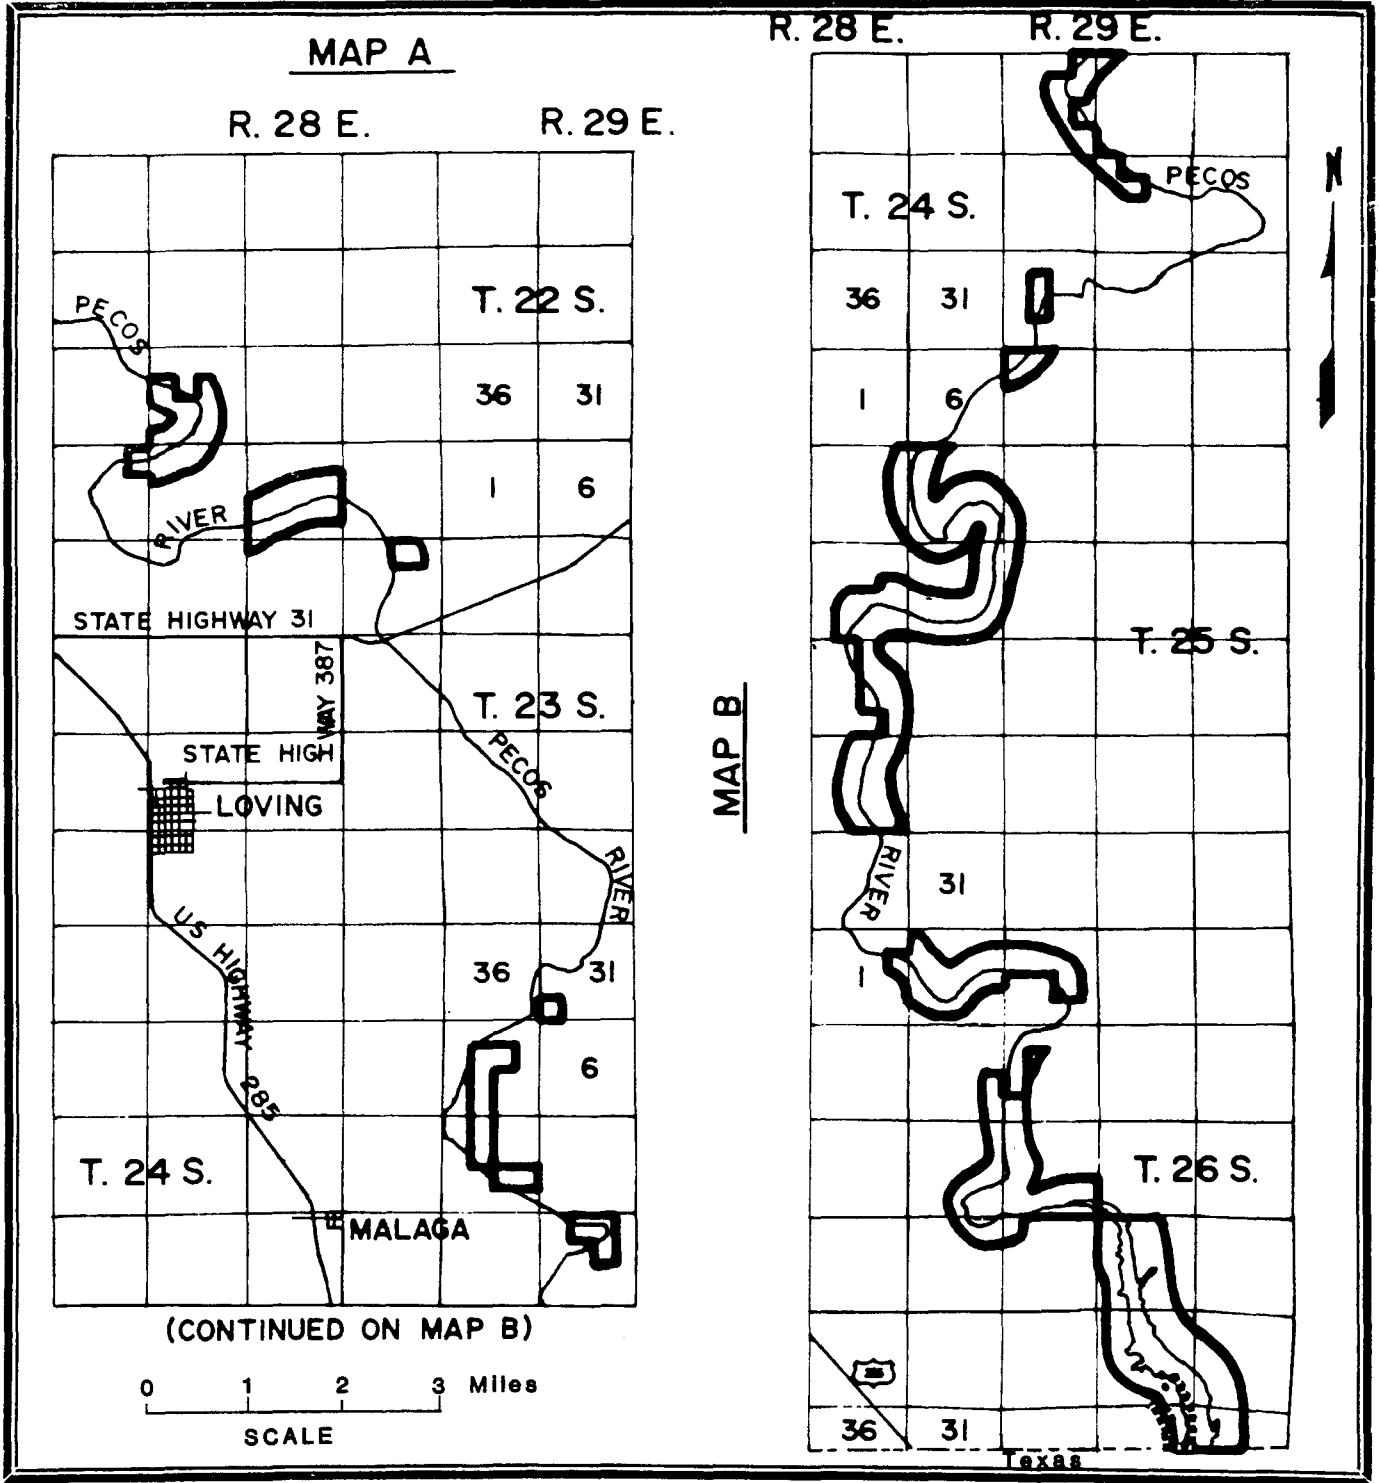 MAP A
R. 28 E.
R. 29 E.
PECOS
T. 22 S.
36
31
1
6
RIVER
STATE HIGHWAY 31
WAY 387
T. 23 S.
STATE HIGH
PECOS
LOVING
RIVER
US HIGHWAY 285
36
31
6
T. 24 S.
MALAGA
(CONTINUED ON MAP B)
0 1 2 3 Miles
SCALE
MAP B
R. 28 E.
R. 29 E.
N
PECOS
T. 24 S.
36
31
1
6
T. 25 S.
RIVER
31
1
T. 26 S.
36
31
Texas